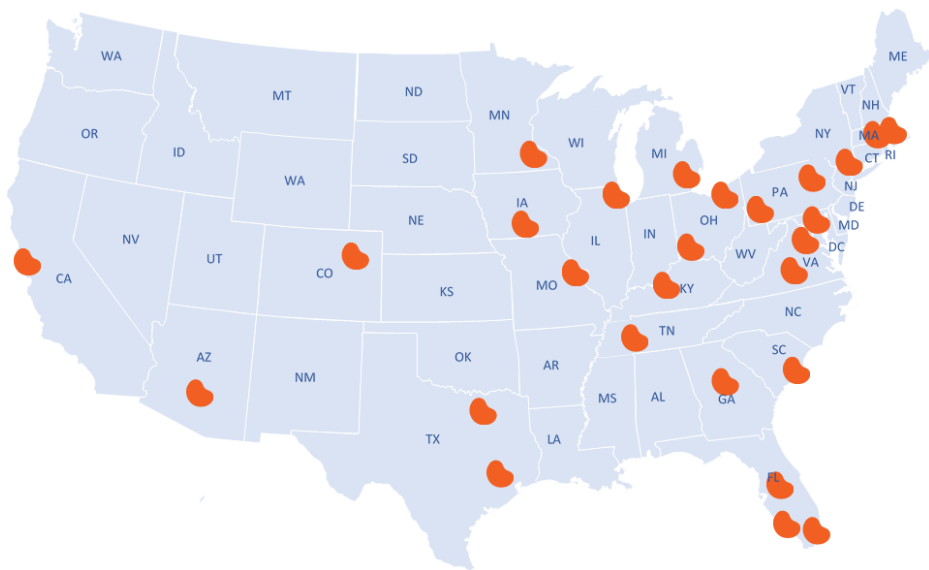 ME
WA
VT
MT
ND
NH
MN
OR
NY
MA
WI
MI
CT
RI
SD
ID
WA
PA
NJ
IA
DE
NE
OH
MD
NV
IL
IN
DC
UT
WV
VA
CO
CA
MO
KS
KY
NC
TN
SC
AZ
OK
AR
NM
MS
AL
GA
TX
LA
FL